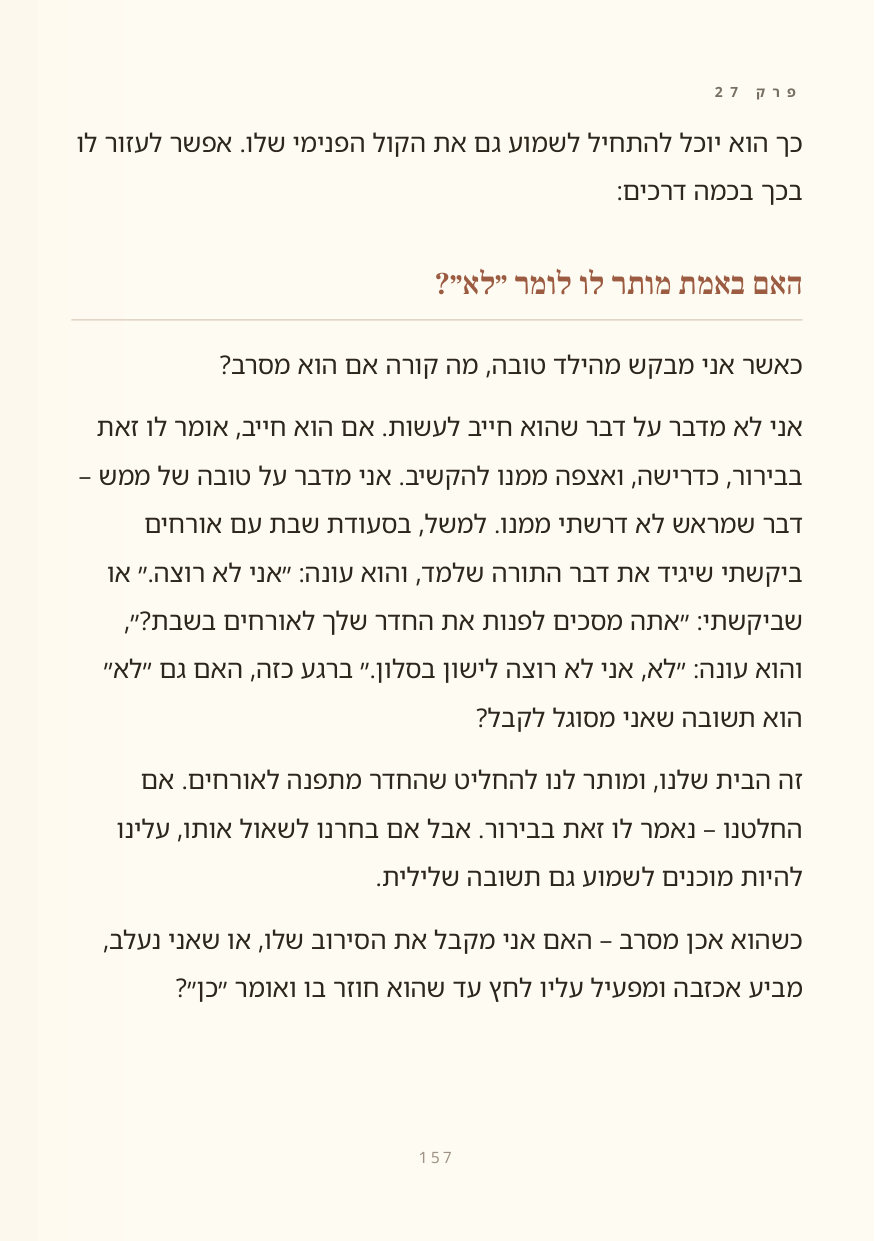 פרק 27
כך הוא יוכל להתחיל לשמוע גם את הקול הפנימי שלו. אפשר לעזור לו
בכך בכמה דרכים:
האם באמת מותר לו לומר ״לא״?
כאשר אני מבקש מהילד טובה, מה קורה אם הוא מסרב?
אני לא מדבר על דבר שהוא חייב לעשות. אם הוא חייב, אומר לו זאת
בבירור, כדרישה, ואצפה ממנו להקשיב. אני מדבר על טובה של ממש –
דבר שמראש לא דרשתי ממנו. למשל, בסעודת שבת עם אורחים
ביקשתי שיגיד את דבר התורה שלמד, והוא עונה: ״אני לא רוצה.״ או
שביקשתי: ״אתה מסכים לפנות את החדר שלך לאורחים בשבת?״,
והוא עונה: ״לא, אני לא רוצה לישון בסלון.״ ברגע כזה, האם גם ״לא״
הוא תשובה שאני מסוגל לקבל?
זה הבית שלנו, ומותר לנו להחליט שהחדר מתפנה לאורחים. אם
החלטנו – נאמר לו זאת בבירור. אבל אם בחרנו לשאול אותו, עלינו
להיות מוכנים לשמוע גם תשובה שלילית.
כשהוא אכן מסרב – האם אני מקבל את הסירוב שלו, או שאני נעלב,
מביע אכזבה ומפעיל עליו לחץ עד שהוא חוזר בו ואומר ״כן״?
157